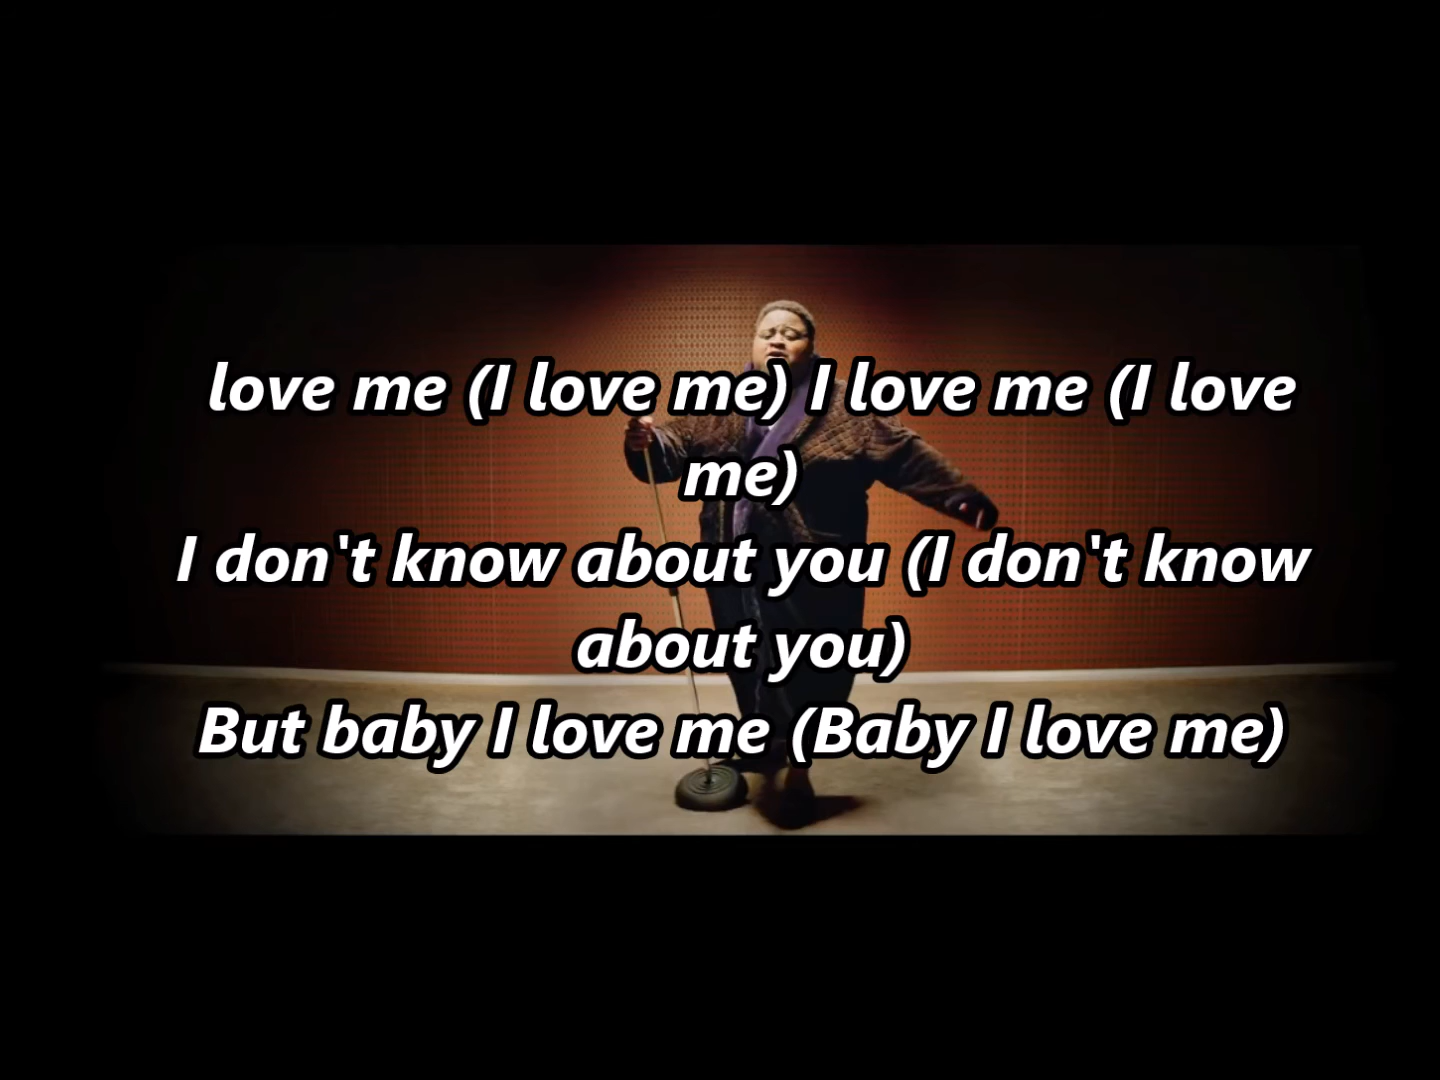 love me (I love me) I love me (I love
me)
I don't know about you (I don't know
about you)
But baby I love me (Baby I love me)